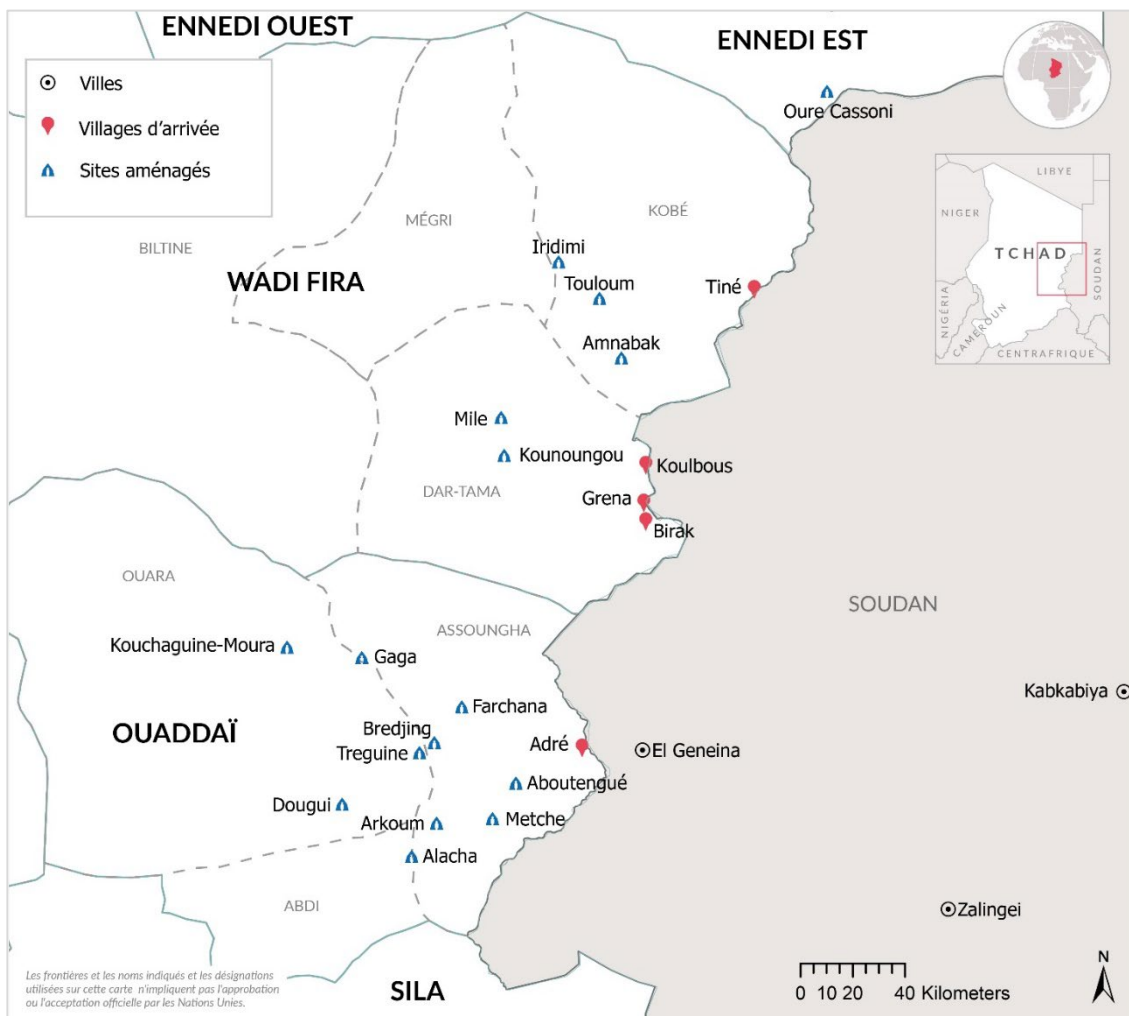 ENNEDI OUEST
ENNEDI EST
Villes
Villages d'arrivée
Sites aménagés
Oure Cassoni
LIBYE
NIGER
TCHAD
SOUDAN
NIGÉRIA
CAMEROUN
CENTRAFRIQUE
MÉGRI
KOBÉ
BILTINE
Iridimi
WADI FIRA
Touloum
Tiné
Amnabak
Mile
Kounoungou
Koulbous
DAR-TAMA
Grena
Birak
OUARA
SOUDAN
ASSOUNGHA
Kouchaguine-Moura
Gaga
Kabkabiya
Farchana
OUADDAÏ
Bredjing
Adré
El Geneina
Treguine
Aboutengué
Dougui
Metche
Arkoum
Alacha
ABDI
Zalingei
Les frontières et les noms indiqués et les désignations
utilisées sur cette carte n'impliquent pas l'approbation
ou l'acceptation officielle par les Nations Unies.
SILA
N
0 10 20 40 Kilometers